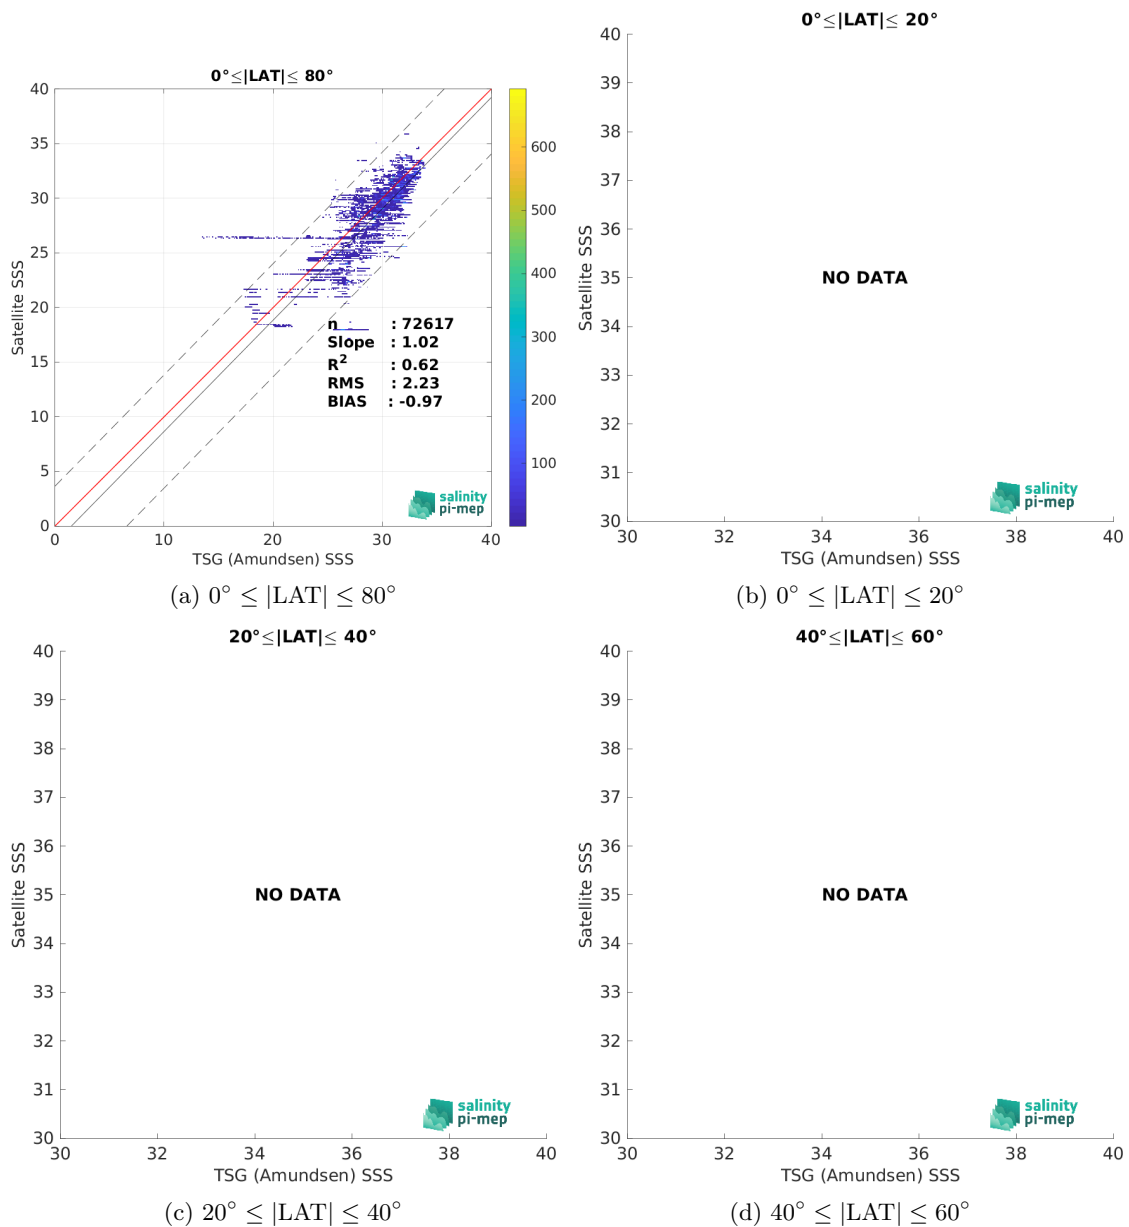 0°≤|LAT|≤ 80°
40
35
30
25
20
15
10
5
0
Satellite SSS
0
10
20
30
40
TSG (Amundsen) SSS
600
500
400
300
200
100
n : 72617
Slope : 1.02
R² : 0.62
RMS : 2.23
BIAS : -0.97
salinity
pi-mep
(a) 0° ≤ |LAT| ≤ 80°
0°≤|LAT|≤ 20°
40
39
38
37
36
35
34
33
32
31
30
Satellite SSS
NO DATA
salinity
pi-mep
30
32
34
36
38
40
TSG (Amundsen) SSS
(b) 0° ≤ |LAT| ≤ 20°
20°≤|LAT|≤ 40°
40
39
38
37
36
35
34
33
32
31
30
Satellite SSS
NO DATA
salinity
pi-mep
30
32
34
36
38
40
TSG (Amundsen) SSS
(c) 20° ≤ |LAT| ≤ 40°
40°≤|LAT|≤ 60°
40
39
38
37
36
35
34
33
32
31
30
Satellite SSS
NO DATA
salinity
pi-mep
30
32
34
36
38
40
TSG (Amundsen) SSS
(d) 40° ≤ |LAT| ≤ 60°